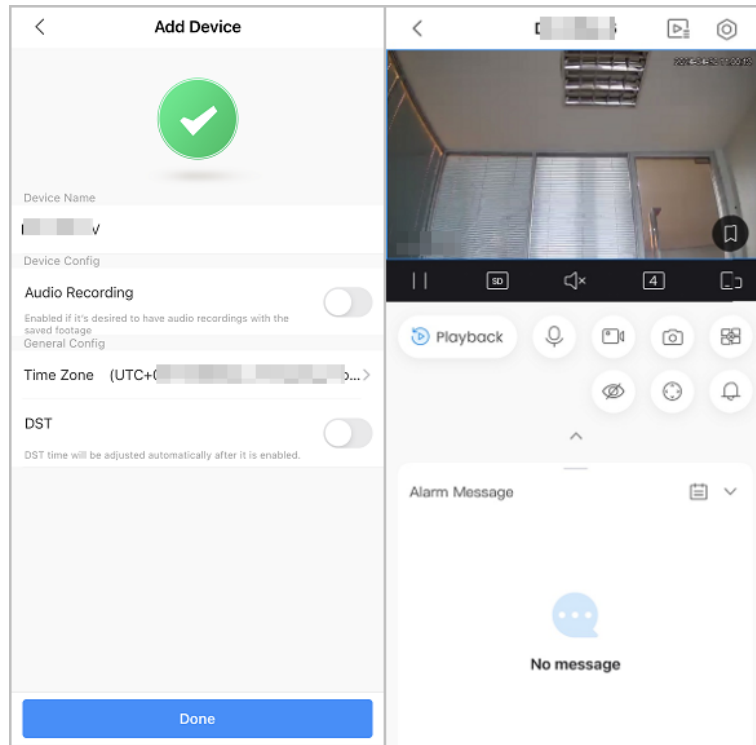 Add Device
Device Name
Device Config
Audio Recording
Enabled if it's desired to have audio recordings with the
saved footage
General Config
Time Zone (UTC+
DST
DST time will be adjusted automatically after it is enabled.
Done
SD
4
Playback
Alarm Message
No message